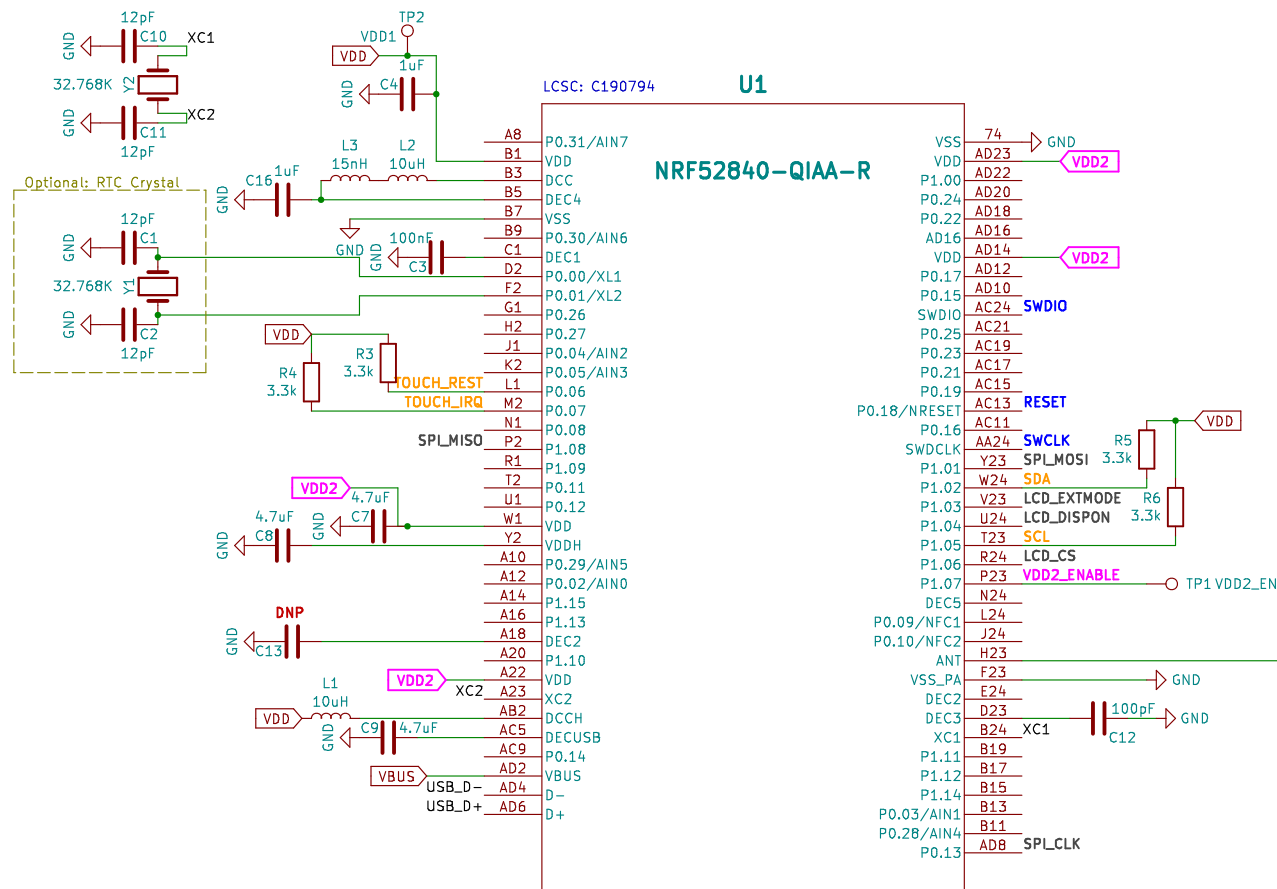 12pF
C10
XC1
GND
32.768K
Y2
XC2
GND
C11
12pF
TP2
VDD1
VDD
1uF
C4
GND
LCSC: C190794
U1
NRF52840-QIAA-R
L3
15nH
L2
10uH
1uF
C16
GND
GND
Optional: RTC_Crystal
12pF
C1
GND
32.768K
Y1
GND
C2
12pF
100nF
C3
GND
VDD
R3
3.3k
R4
3.3k
TOUCH_REST
TOUCH_IRQ
SPI_MISO
VDD2
4.7uF
C7
GND
4.7uF
C8
GND
DNP
C13
GND
VDD2
XC2
L1
10uH
VDD
GND
C9
4.7uF
VBUS
USB_D-
USB_D+
A8 P0.31/AIN7
B1 VDD
B3 DCC
B5 DEC4
B7 VSS
B9 P0.30/AIN6
C1 DEC1
D2 P0.00/XL1
F2 P0.01/XL2
G1 P0.26
H2 P0.27
J1 P0.04/AIN2
K2 P0.05/AIN3
L1 P0.06
M2 P0.07
N1 P0.08
P2 P1.08
R1 P1.09
T2 P0.11
U1 P0.12
W1 VDD
Y2 VDDH
A10 P0.29/AIN5
A12 P0.02/AIN0
A14 P1.15
A16 P1.13
A18 DEC2
A20 P1.10
A22 VDD
A23 XC2
AB2 DCCH
AC5 DECUSB
AC9 P0.14
AD2 VBUS
AD4 D-
AD6 D+
VSS 74 GND
VDD AD23 VDD2
P1.00 AD22
P0.24 AD20
P0.22 AD18
AD16 AD16
VDD AD14 VDD2
P0.17 AD12
P0.15 AD10
SWDIO AC24 SWDIO
P0.25 AC21
P0.23 AC19
P0.21 AC17
P0.19 AC15
P0.18/NRESET AC13 RESET
P0.16 AC11
SWDCLK AA24 SWCLK
P1.01 Y23 SPI_MOSI
P1.02 W24 SDA
P1.03 V23 LCD_EXTMODE
P1.04 U24 LCD_DISPON
P1.05 T23 SCL
P1.06 R24 LCD_CS
P1.07 P23 VDD2_ENABLE
DEC5 N24
P0.09/NFC1 L24
P0.10/NFC2 J24
ANT H23
VSS_PA F23 GND
DEC2 E24
DEC3 D23
XC1 B24 XC1
P1.11 B19
P1.12 B17
P1.14 B15
P0.03/AIN1 B13
P0.28/AIN4 B11
P0.13 AD8 SPI_CLK
VDD
R5
3.3k
R6
3.3k
TP1 VDD2_EN
100pF
C12
GND